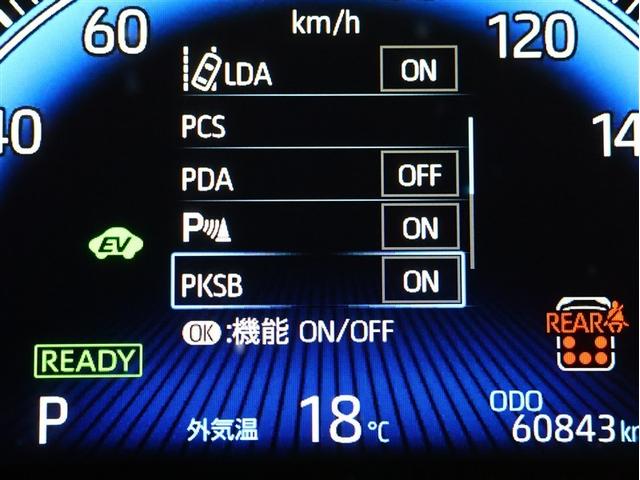 60 km/h 120
LDA ON
40 14
PCS
PDA OFF
P ON
EV
PKSB ON
OK :機能 ON/OFF
REAR
READY
P 外気温 18℃ ODO
60843 km